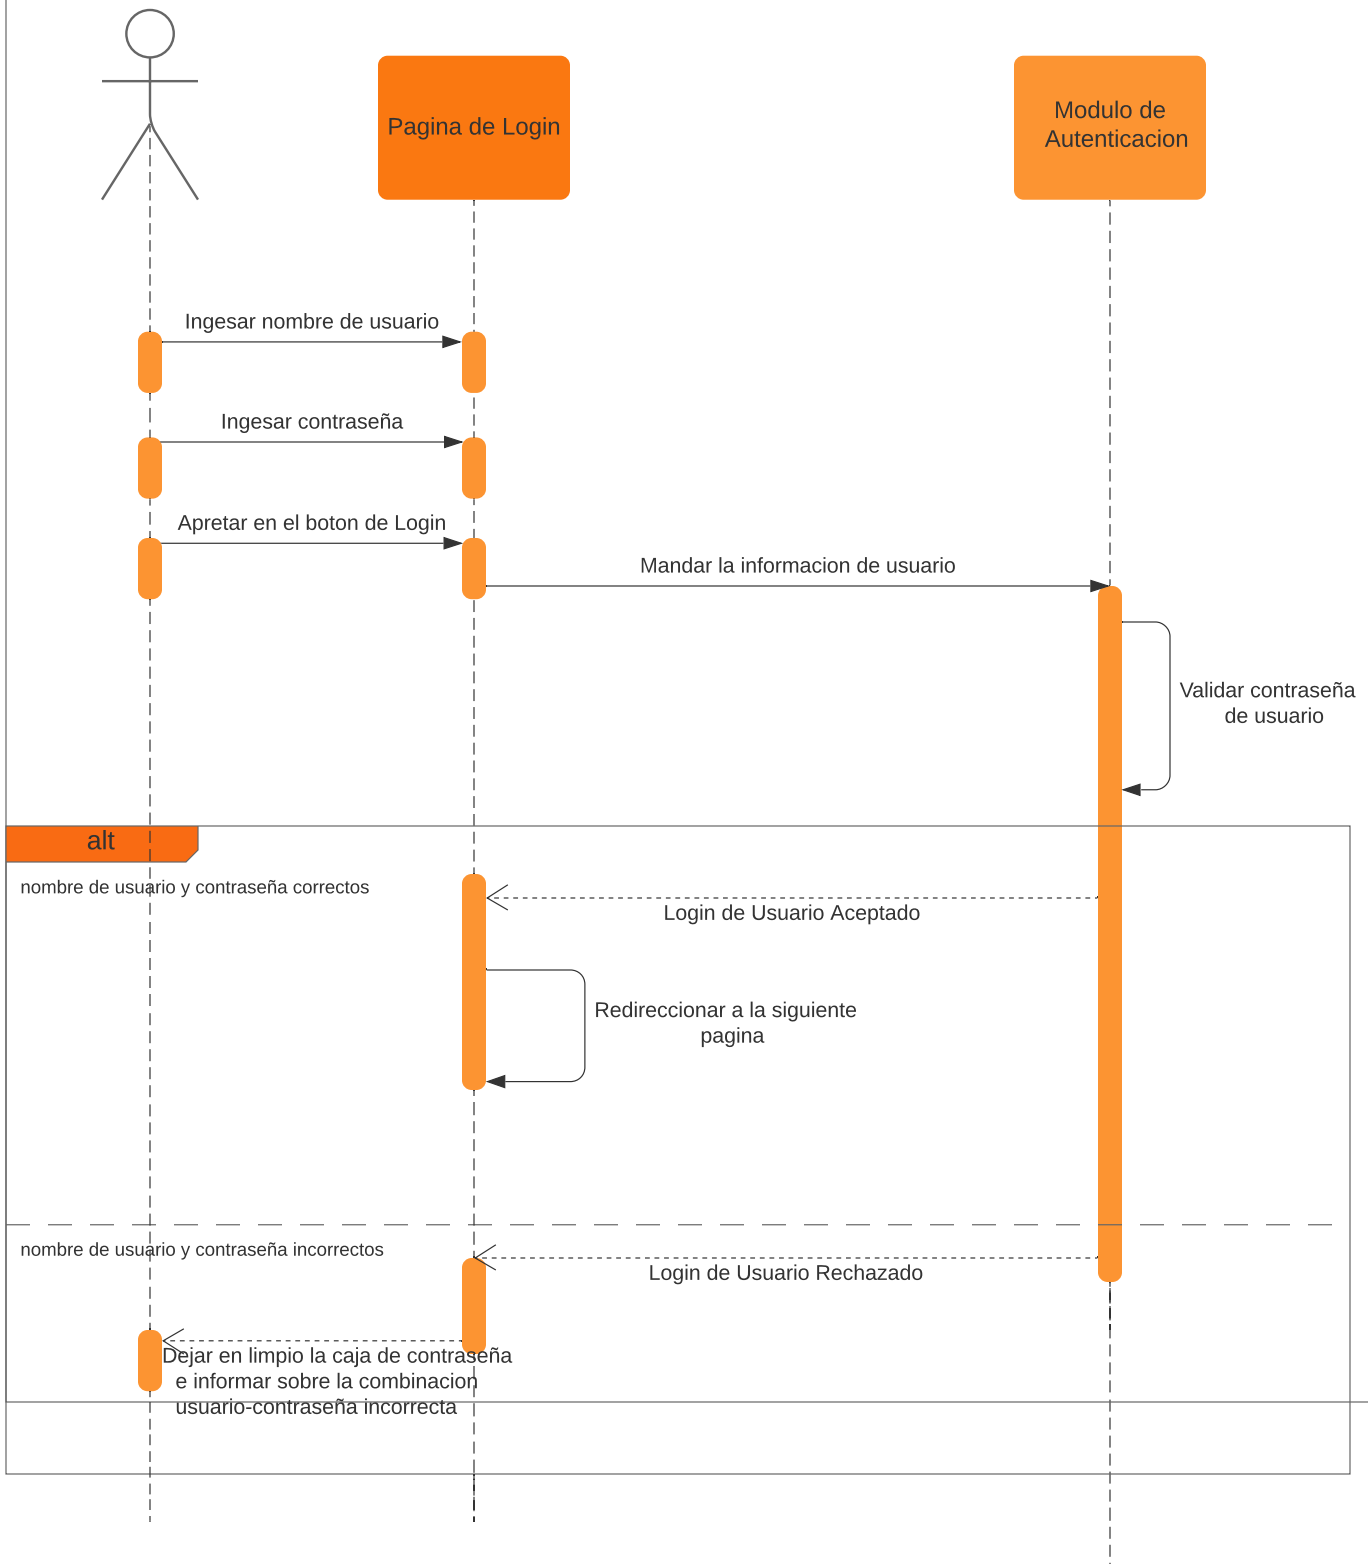 Pagina de Login
Modulo de
Autenticacion
Ingesar nombre de usuario
Ingesar contraseña
Apretar en el boton de Login
Mandar la informacion de usuario
Validar contraseña
de usuario
alt
nombre de usuario y contraseña correctos
Login de Usuario Aceptado
Redireccionar a la siguiente
pagina
nombre de usuario y contraseña incorrectos
Login de Usuario Rechazado
Dejar en limpio la caja de contraseña
e informar sobre la combinacion
usuario-contraseña incorrecta